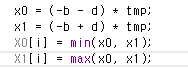 x0 = (-b - d) * tmp;
x1 = (-b + d) * tmp;
X0[i] = min(x0, x1);
X1[i] = max(x0, x1);